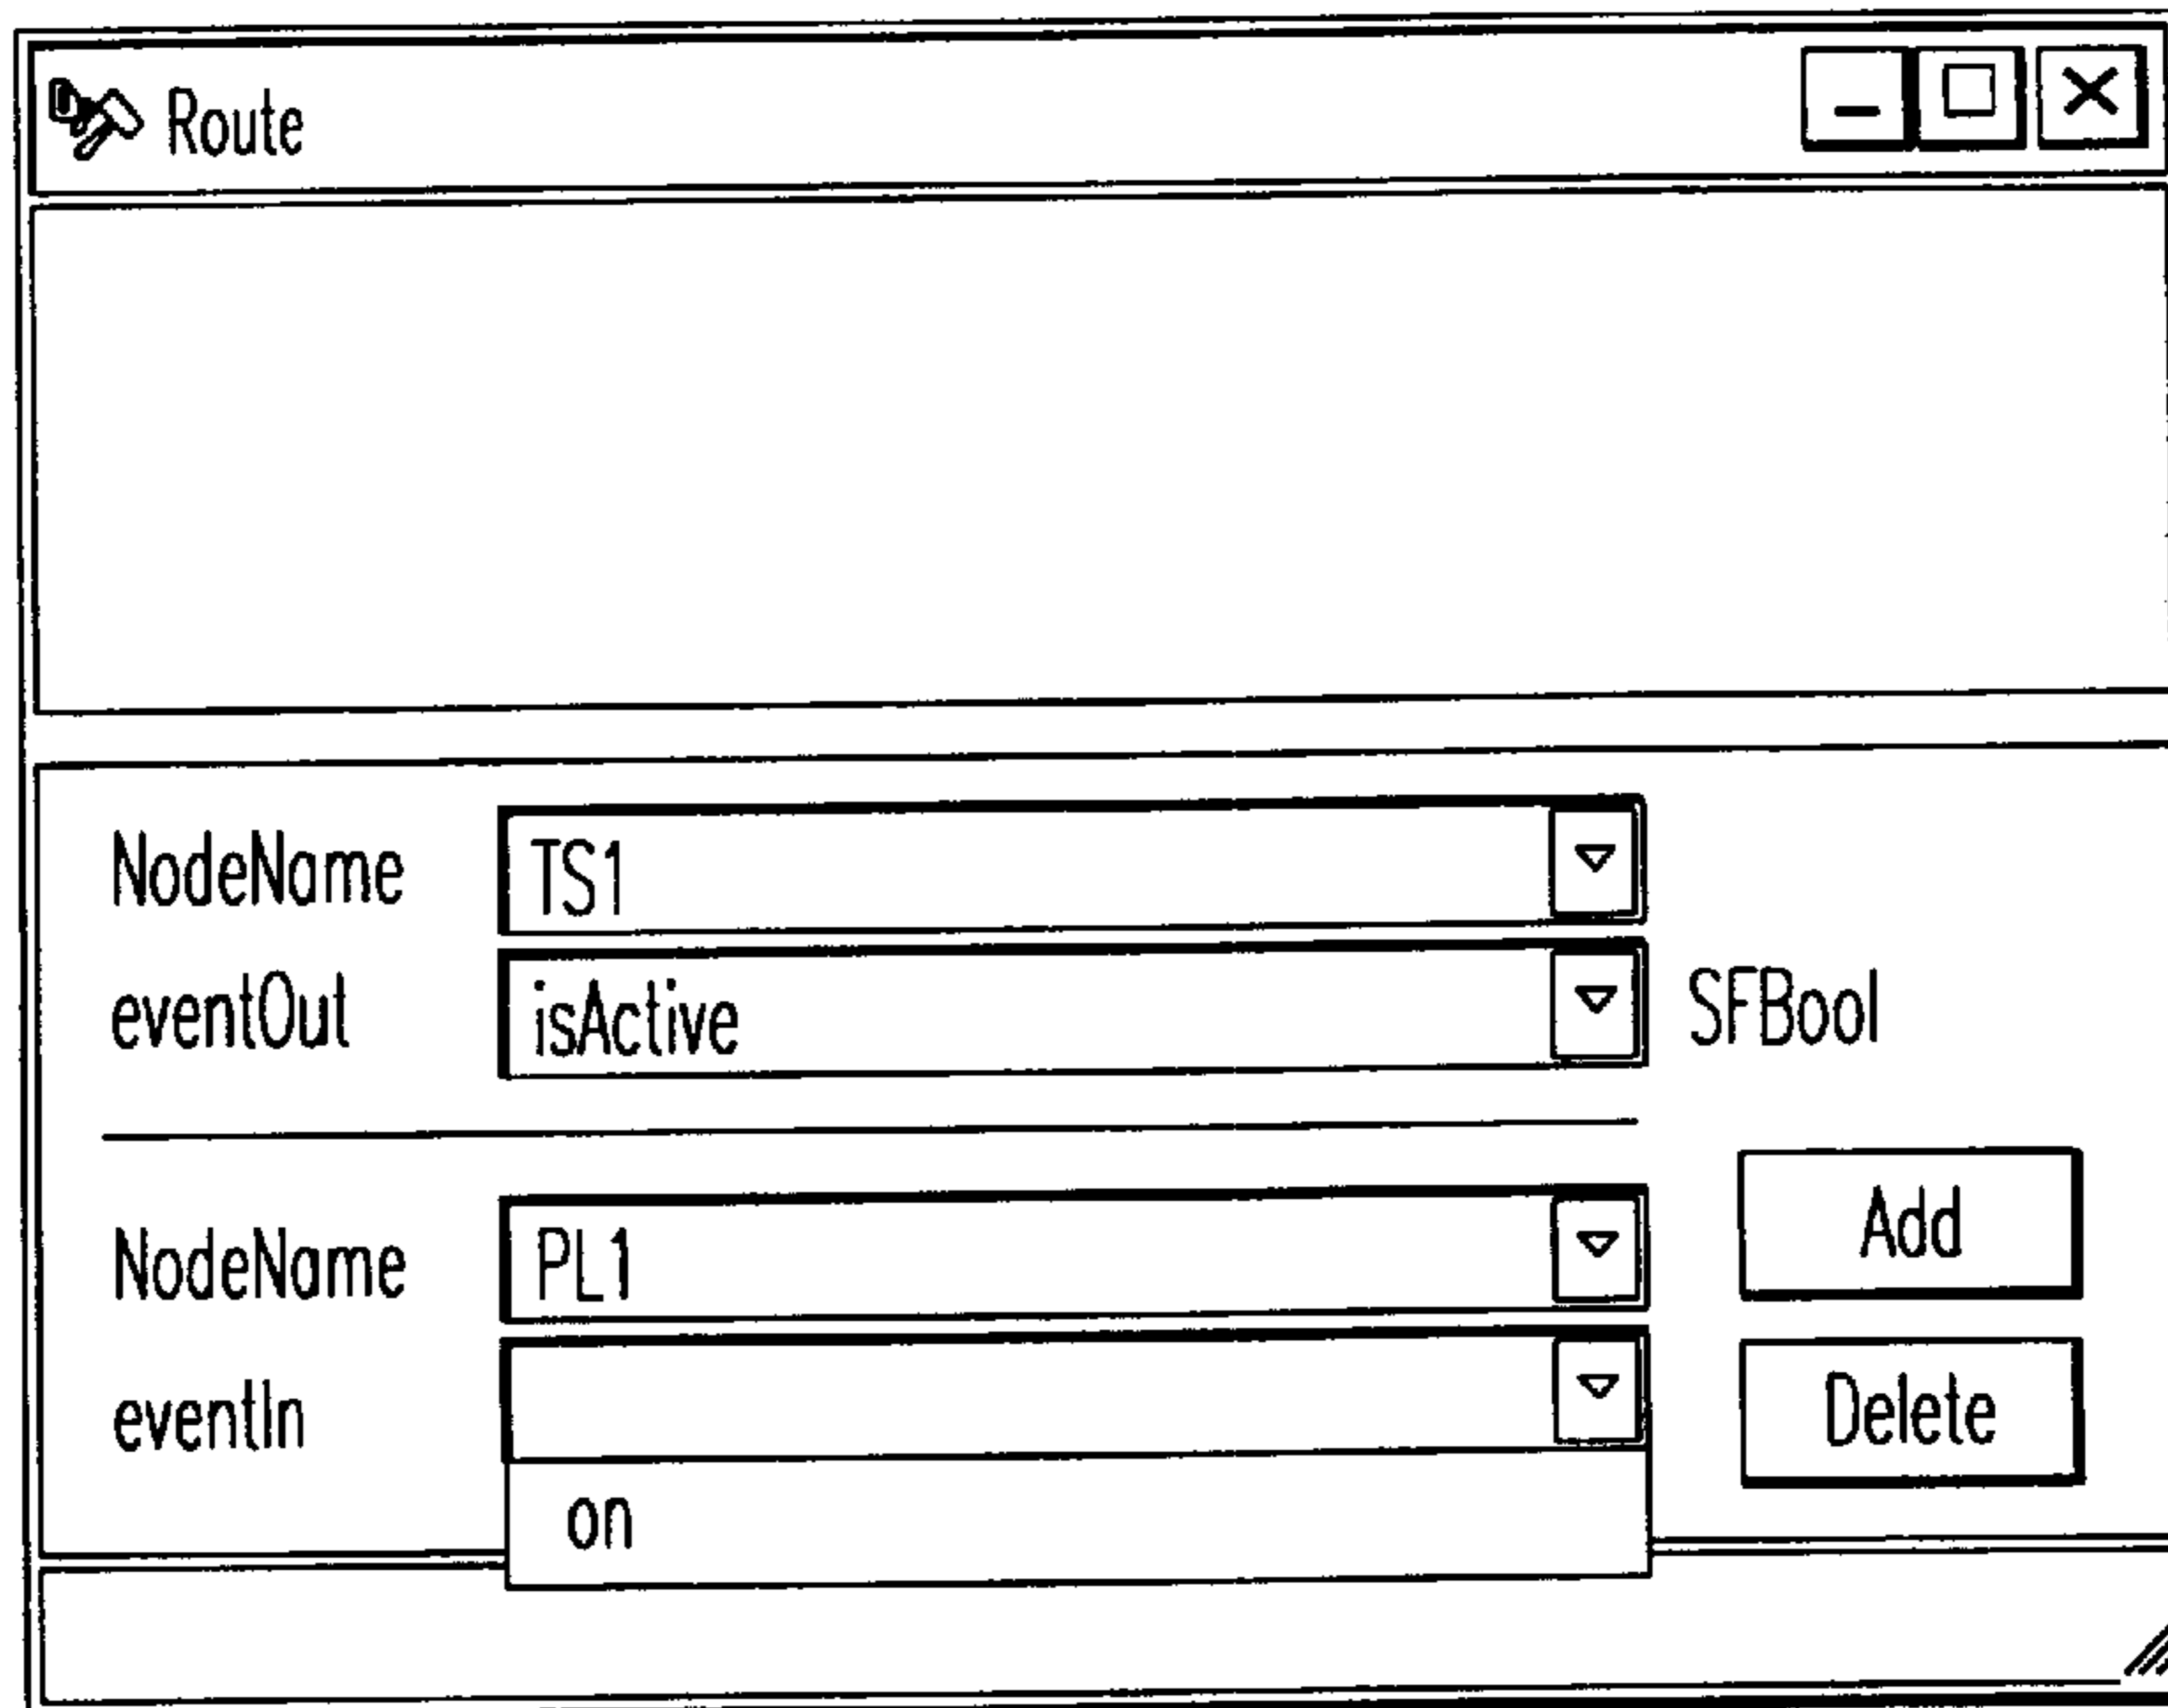 Route
NodeName TS1
eventOut isActive SFBool
NodeName PL1 Add
eventIn Delete
on